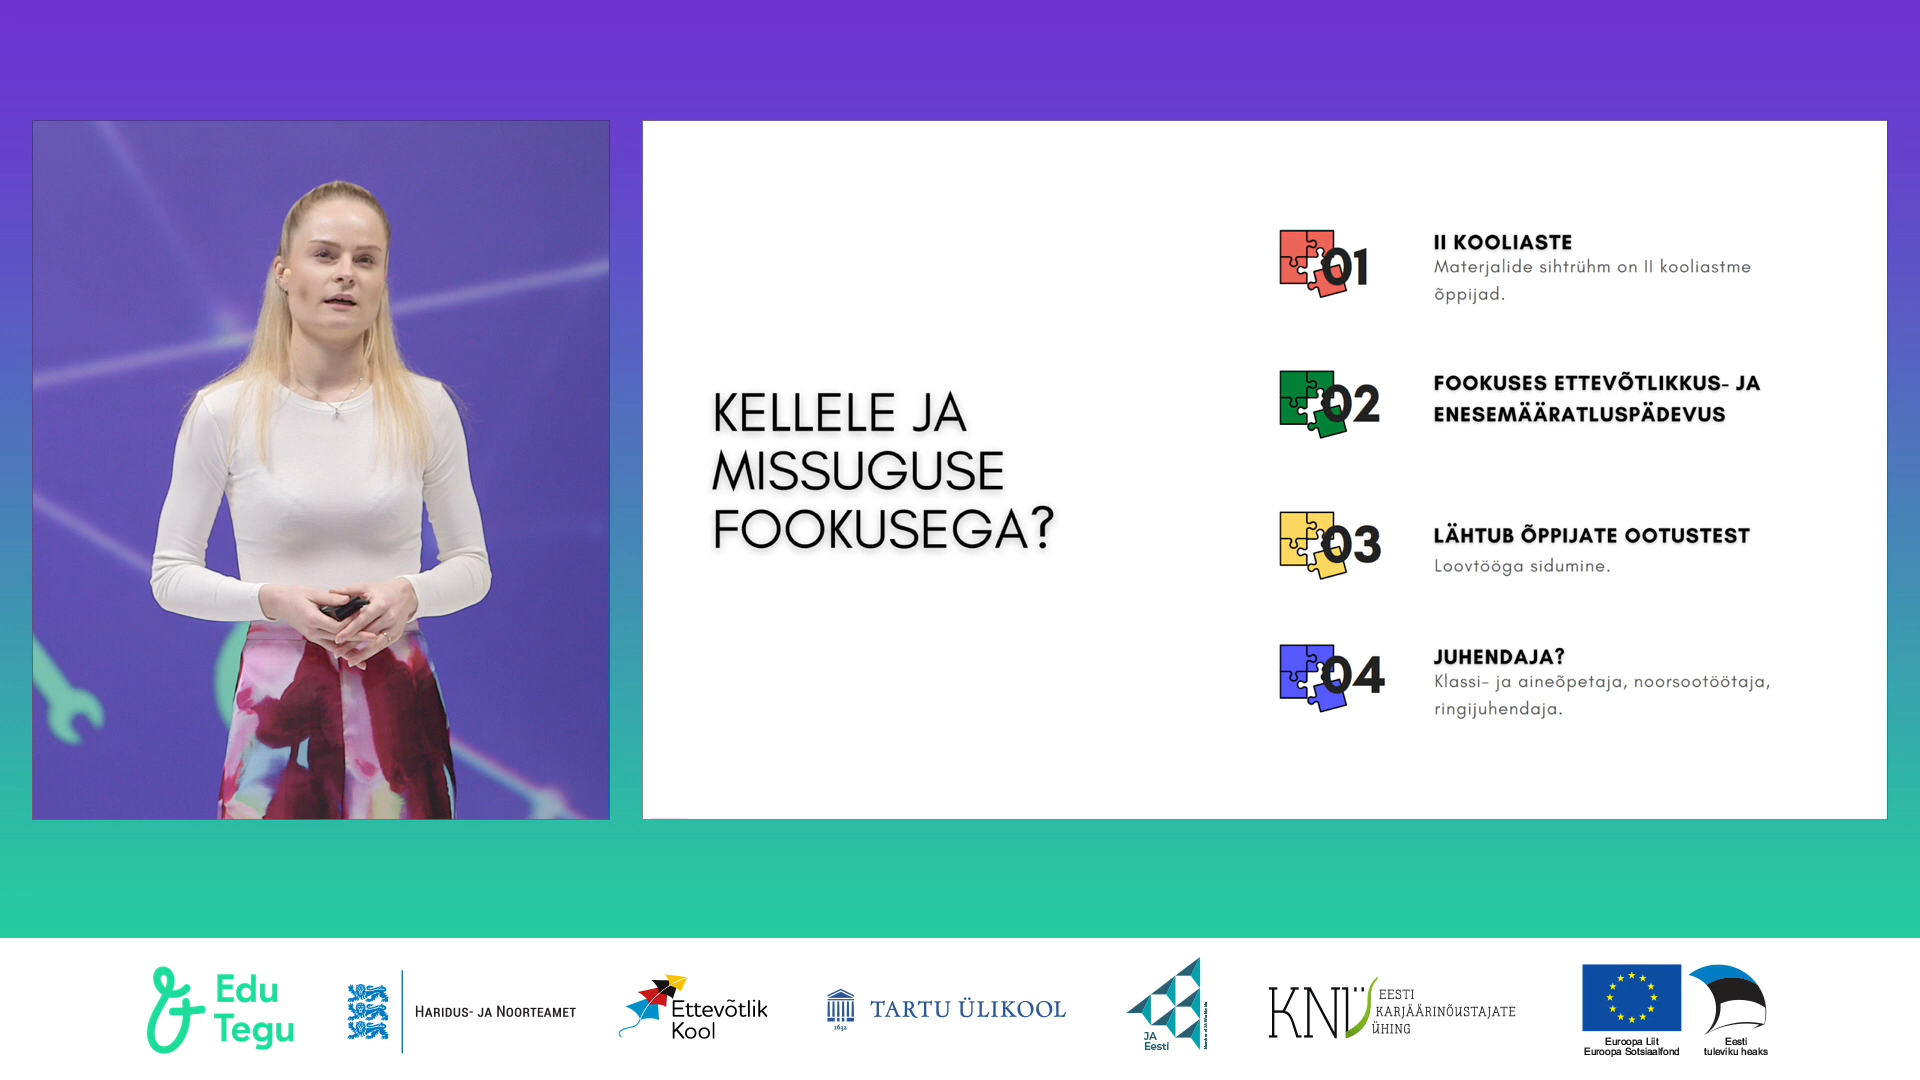 KELLELE JA
MISSUGUSE
FOOKUSEGA?
01
II KOOLIASTE
Materjalide sihtrühm on II kooliastme
õppijad.
02
FOOKUSES ETTEVÕTLIKKUS- JA
ENESEMÄÄRATLUSPÄDEVUS
03
LÄHTUB ÕPPIJATE OOTUSTEST
Loovtööga sidumine.
04
JUHENDAJA?
Klassi- ja aineõpetaja, noorsootöötaja,
ringijuhendaja.
Edu
Tegu
HARIDUS- JA NOORTEAMET
Ettevõtlik
Kool
1632
TARTU ÜLIKOOL
JA
Eesti
KNÜ
EESTI
KARJÄÄRINÕUSTAJATE
ÜHING
Euroopa Liit
Euroopa Sotsiaalfond
Eesti
tuleviku heaks